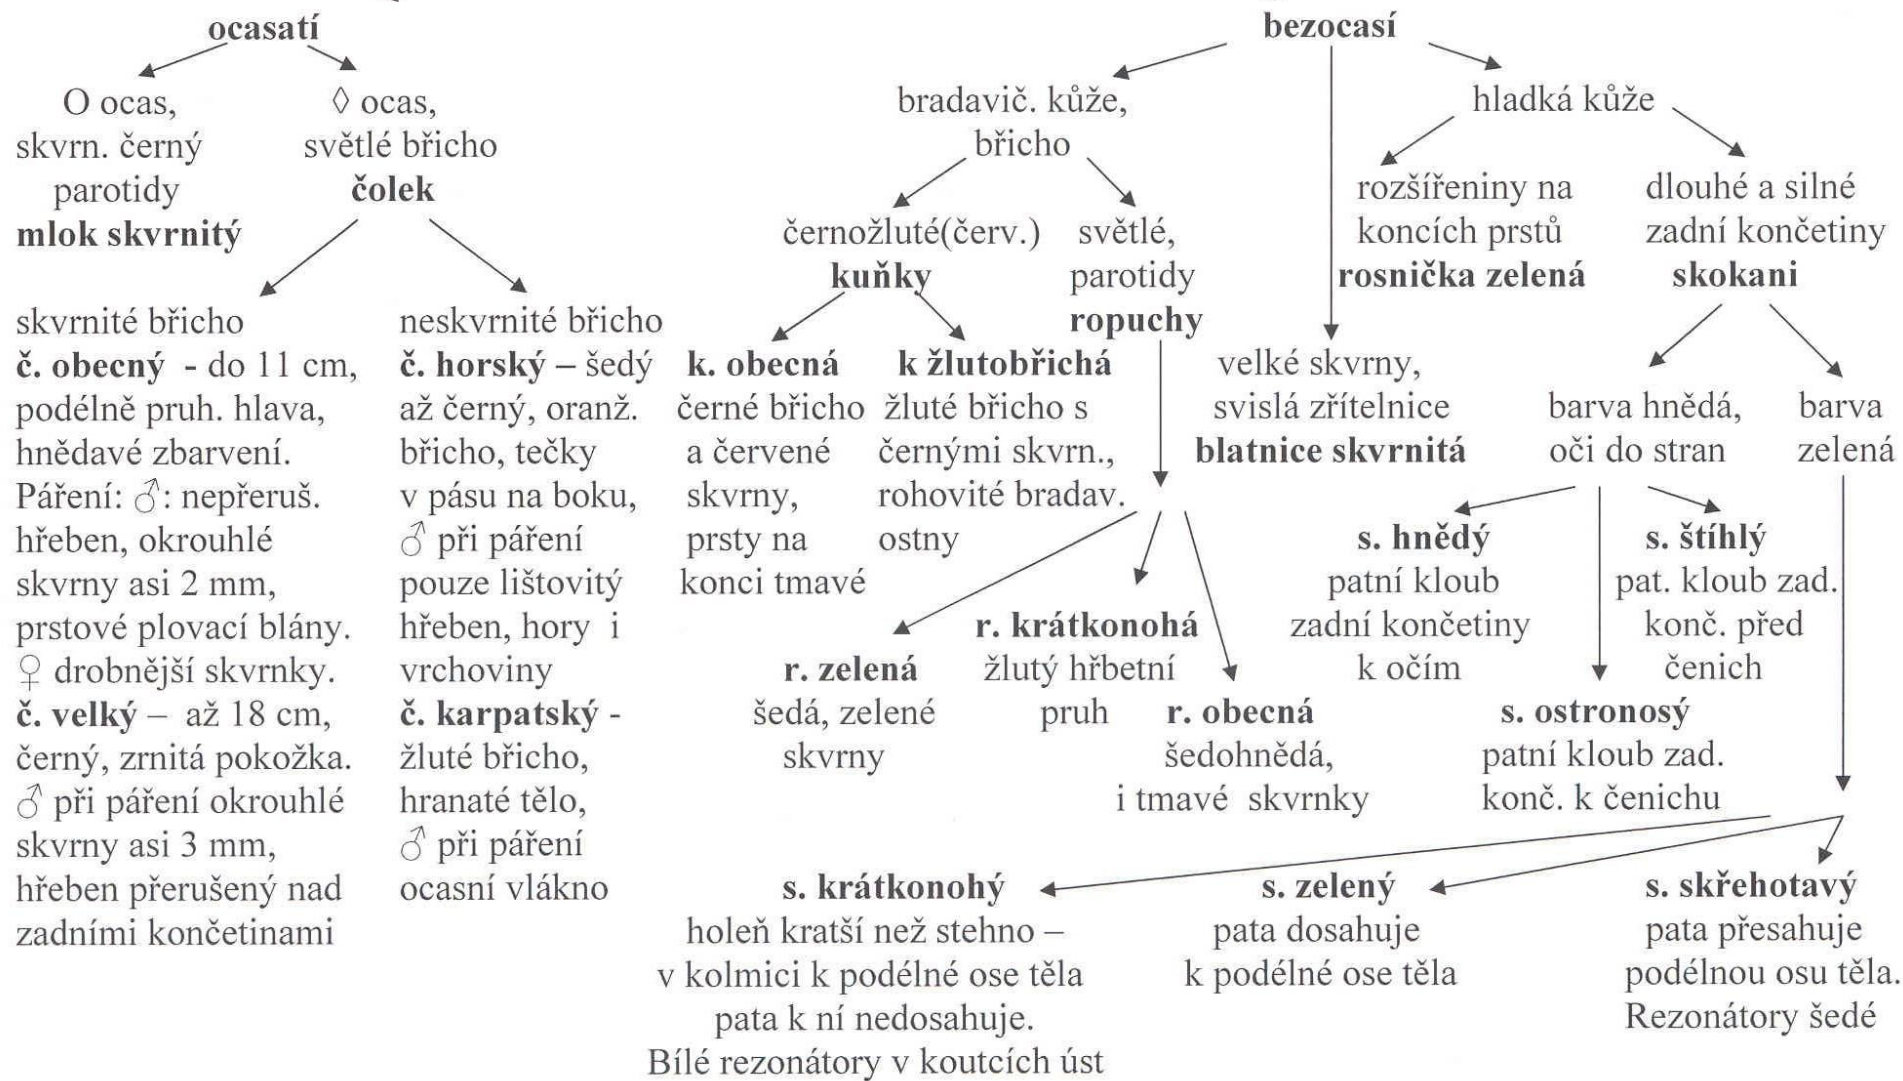 ocasatí
O ocas,
skvrn. černý
parotidy
mlok skvrnitý
◊ ocas,
světlé břicho
čolek
skvrnité břicho
č. obecný - do 11 cm,
podélně pruh. hlava,
hnědavé zbarvení.
Páření: ♂: nepřeruš.
hřeben, okrouhlé
skvrny asi 2 mm,
prstové plovací blány.
♀ drobnější skvrnky.
č. velký – až 18 cm,
černý, zrnitá pokožka.
♂ při páření okrouhlé
skvrny asi 3 mm,
hřeben přerušený nad
zadními končetinami
neskvrnité břicho
č. horský – šedý
až černý, oranž.
břicho, tečky
v pásu na boku,
♂ při páření
pouze lištovitý
hřeben, hory i
vrchoviny
č. karpatský -
žluté břicho,
hranaté tělo,
♂ při páření
ocasní vlákno
bezocasí
bradavič. kůže,
břicho
černožluté(červ.)
kuňky
k. obecná
černé břicho
a červené
skvrny,
prsty na
konci tmavé
k žlutobřichá
žluté břicho s
černými skvrn.,
rohovité bradav.
ostny
světlé,
parotidy
ropuchy
r. zelená
šedá, zelené
skvrny
r. krátkonohá
žlutý hřbetní
pruh
r. obecná
šedohnědá,
i tmavé skvrnky
velké skvrny,
svislá zřítelnice
blatnice skvrnitá
hladká kůže
rozšířeniny na
koncích prstů
rosnička zelená
dlouhé a silné
zadní končetiny
skokani
barva hnědá,
oči do stran
s. hnědý
patní kloub
zadní končetiny
k očím
s. ostronosý
patní kloub zad.
konč. k čenichu
s. štíhlý
pat. kloub zad.
konč. před
čenich
barva
zelená
s. krátkonohý
holeň kratší než stehno –
v kolmici k podélné ose těla
pata k ní nedosahuje.
Bílé rezonátory v koutcích úst
s. zelený
pata dosahuje
k podélné ose těla
s. skřehotavý
pata přesahuje
podélnou osu těla.
Rezonátory šedé